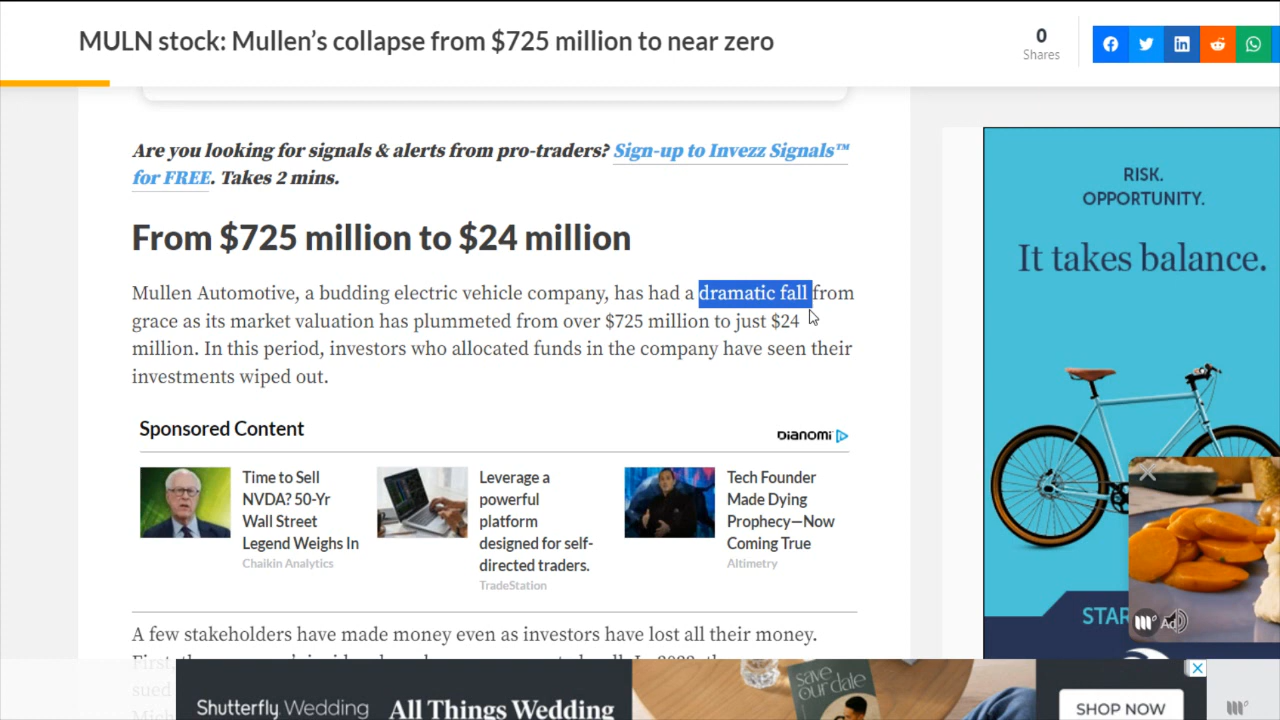 MULN stock: Mullen's collapse from $725 million to near zero
0
Shares
Are you looking for signals & alerts from pro-traders? Sign-up to Invezz Signals™
for FREE. Takes 2 mins.
From $725 million to $24 million
Mullen Automotive, a budding electric vehicle company, has had a dramatic fall from
grace as its market valuation has plummeted from over $725 million to just $24
million. In this period, investors who allocated funds in the company have seen their
investments wiped out.
Sponsored Content
DIANOMI
Time to Sell
NVDA? 50-Yr
Wall Street
Legend Weighs In
Chaikin Analytics
Leverage a
powerful
platform
designed for self-
directed traders.
TradeStation
Tech Founder
Made Dying
Prophecy—Now
Coming True
Altimetry
A few stakeholders have made money even as investors have lost all their money.
First,
sued
RISK.
OPPORTUNITY.
It takes balance.
STAR
Ad
Shutterfly Wedding
All Things Wedding
save
our date
SHOP NOW